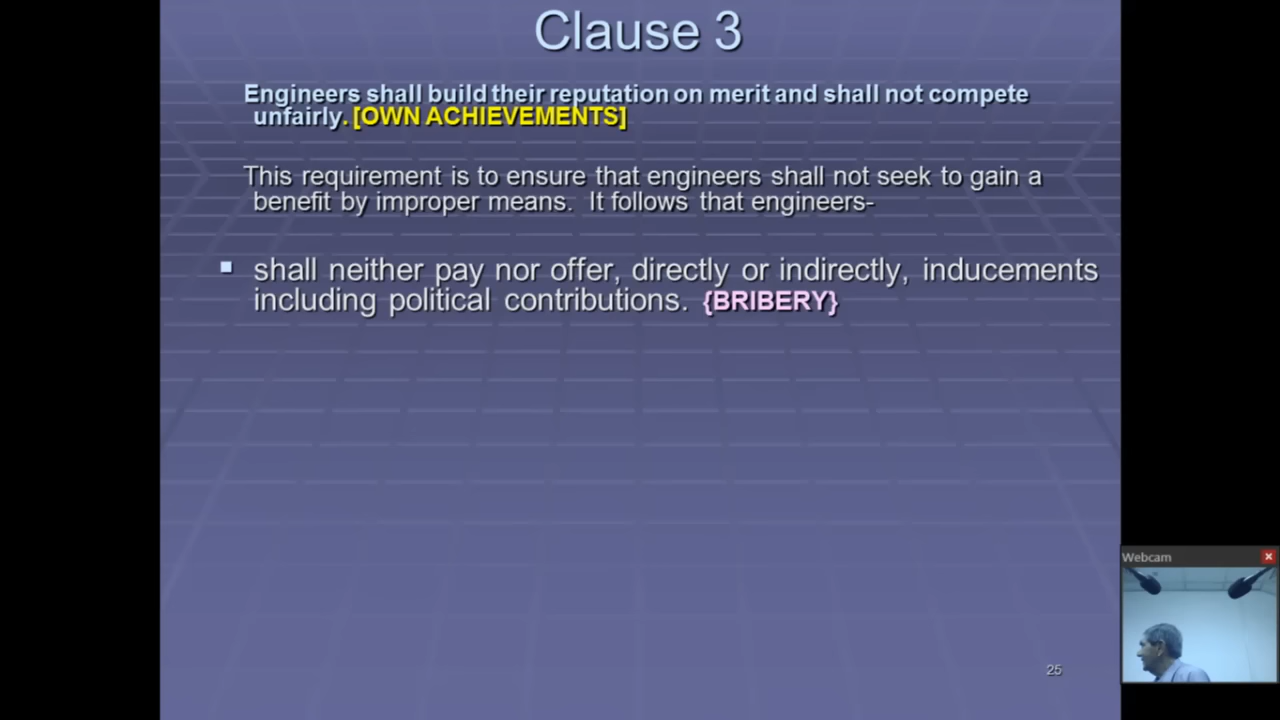 Clause 3
Engineers shall build their reputation on merit and shall not compete
unfairly. [OWN ACHIEVEMENTS]
This requirement is to ensure that engineers shall not seek to gain a
benefit by improper means. It follows that engineers-
shall neither pay nor offer, directly or indirectly, inducements
including political contributions. {BRIBERY}
Webcam
25